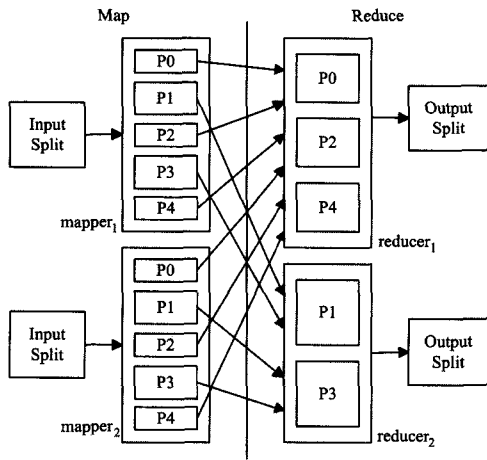 Map
Reduce
Input
Split
P0
P1
P2
P3
P4
mapper1
P0
P2
P4
reducer1
Output
Split
Input
Split
P0
P1
P2
P3
P4
mapper2
P1
P3
reducer2
Output
Split